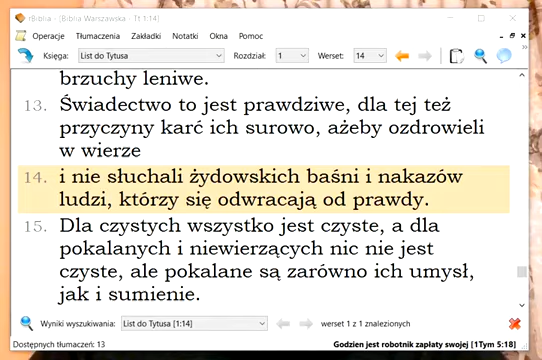 rBiblia - [Biblia Warszawska - Tt 1:14]
Operacje Tłumaczenia Zakładki Notatki Okna Pomoc
Księga: List do Tytusa Rozdział: 1 Werset: 14
brzuchy leniwe.
13. Świadectwo to jest prawdziwe, dla tej też
przyczyny karć ich surowo, ażeby ozdrowieli
w wierze
14. i nie słuchali żydowskich baśni i nakazów
ludzi, którzy się odwracają od prawdy.
15. Dla czystych wszystko jest czyste, a dla
pokalanych i niewierzących nic nie jest
czyste, ale pokalane są zarówno ich umysł,
jak i sumienie.
Wyniki wyszukiwania: List do Tytusa [1:14] werset 1 z 1 znalezionych
Dostępnych tłumaczeń: 13 Godzien jest robotnik zapłaty swojej [1Tym 5:18]